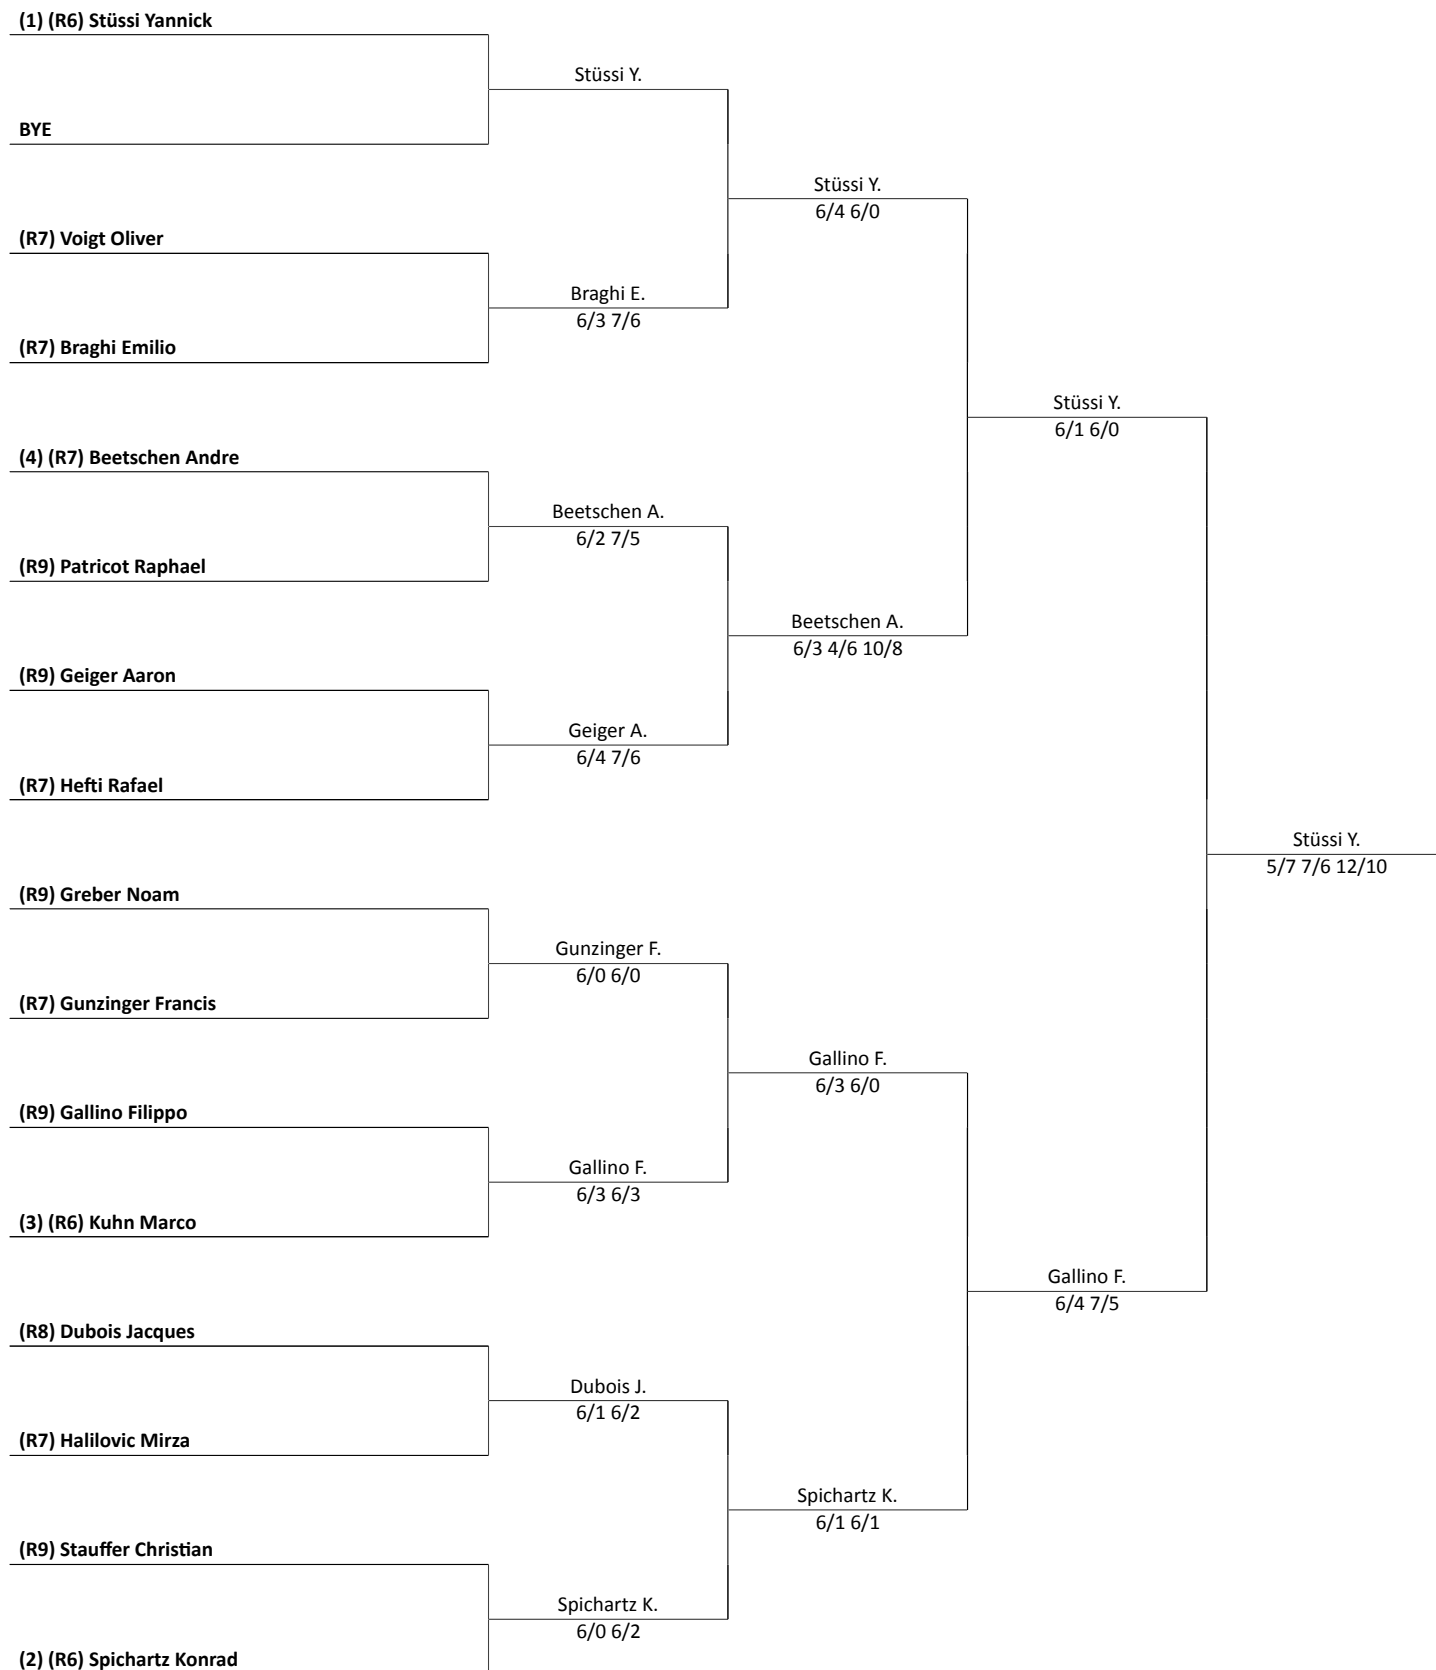 (1) (R6) Stüssi Yannick
Stüssi Y.
BYE
Stüssi Y.
6/4 6/0
(R7) Voigt Oliver
Braghi E.
6/3 7/6
(R7) Braghi Emilio
Stüssi Y.
6/1 6/0
(4) (R7) Beetschen Andre
Beetschen A.
6/2 7/5
(R9) Patricot Raphael
Beetschen A.
6/3 4/6 10/8
(R9) Geiger Aaron
Geiger A.
6/4 7/6
(R7) Hefti Rafael
Stüssi Y.
5/7 7/6 12/10
(R9) Greber Noam
Gunzinger F.
6/0 6/0
(R7) Gunzinger Francis
Gallino F.
6/3 6/0
(R9) Gallino Filippo
Gallino F.
6/3 6/3
(3) (R6) Kuhn Marco
Gallino F.
6/4 7/5
(R8) Dubois Jacques
Dubois J.
6/1 6/2
(R7) Halilovic Mirza
Spichartz K.
6/1 6/1
(R9) Stauffer Christian
Spichartz K.
6/0 6/2
(2) (R6) Spichartz Konrad